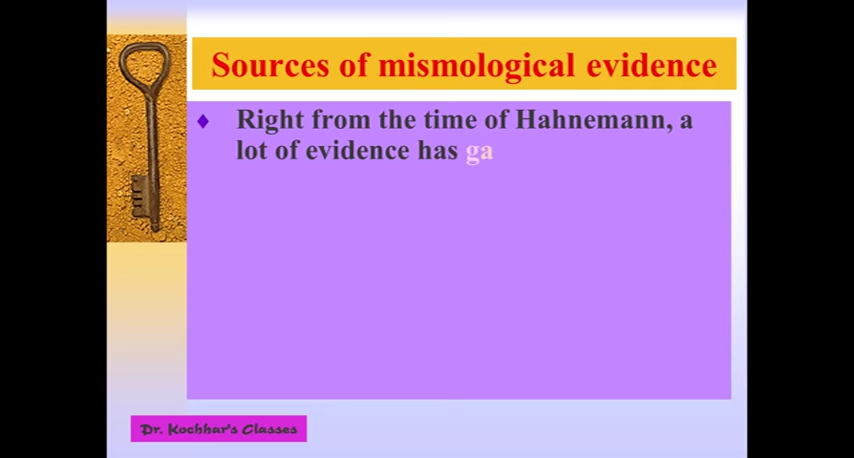 Sources of mismological evidence
Right from the time of Hahnemann, a
lot of evidence has ga
Dr. Kochhar's Classes